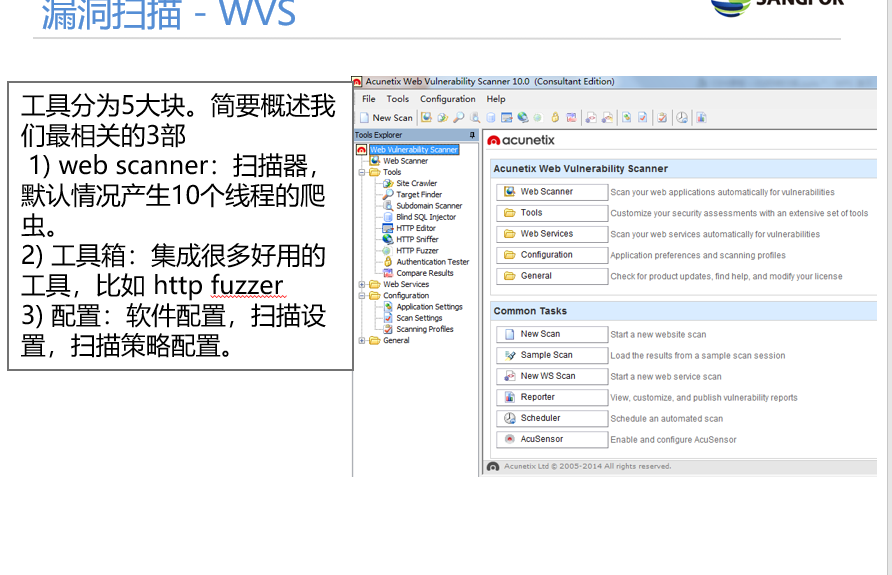 漏洞扫描 - WVS
SANGFOR
工具分为5大块。简要概述我
们最相关的3部
1) web scanner：扫描器，
默认情况产生10个线程的爬
虫。
2) 工具箱：集成很多好用的
工具，比如 http fuzzer
3) 配置：软件配置，扫描设
置，扫描策略配置。
Acunetix Web Vulnerability Scanner 10.0 (Consultant Edition)
File Tools Configuration Help
New Scan
Tools Explorer
Web Vulnerability Scanner
Web Scanner
Tools
Site Crawler
Target Finder
Subdomain Scanner
Blind SQL Injector
HTTP Editor
HTTP Sniffer
HTTP Fuzzer
Authentication Tester
Compare Results
Web Services
Configuration
Application Settings
Scan Settings
Scanning Profiles
General
acunetix
Acunetix Web Vulnerability Scanner
Web Scanner Scan your web applications automatically for vulnerabilities
Tools Customize your security assessments with an extensive set of tools
Web Services Scan your web services automatically for vulnerabilities
Configuration Application preferences and scanning profiles
General Check for product updates, find help, and modify your license
Common Tasks
New Scan Start a new website scan
Sample Scan Load the results from a sample scan session
New WS Scan Start a new web service scan
Reporter View, customize, and publish vulnerability reports
Scheduler Schedule an automated scan
AcuSensor Enable and configure AcuSensor
Acunetix Ltd © 2005-2014 All rights reserved.